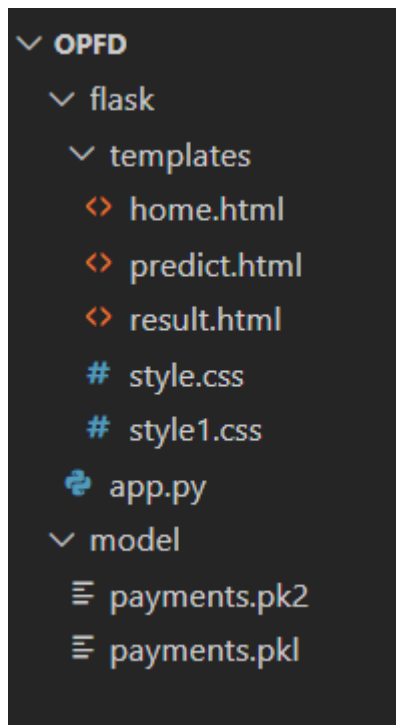 OPFD
flask
templates
<> home.html
<> predict.html
<> result.html
# style.css
# style1.css
app.py
model
payments.pk2
payments.pkl